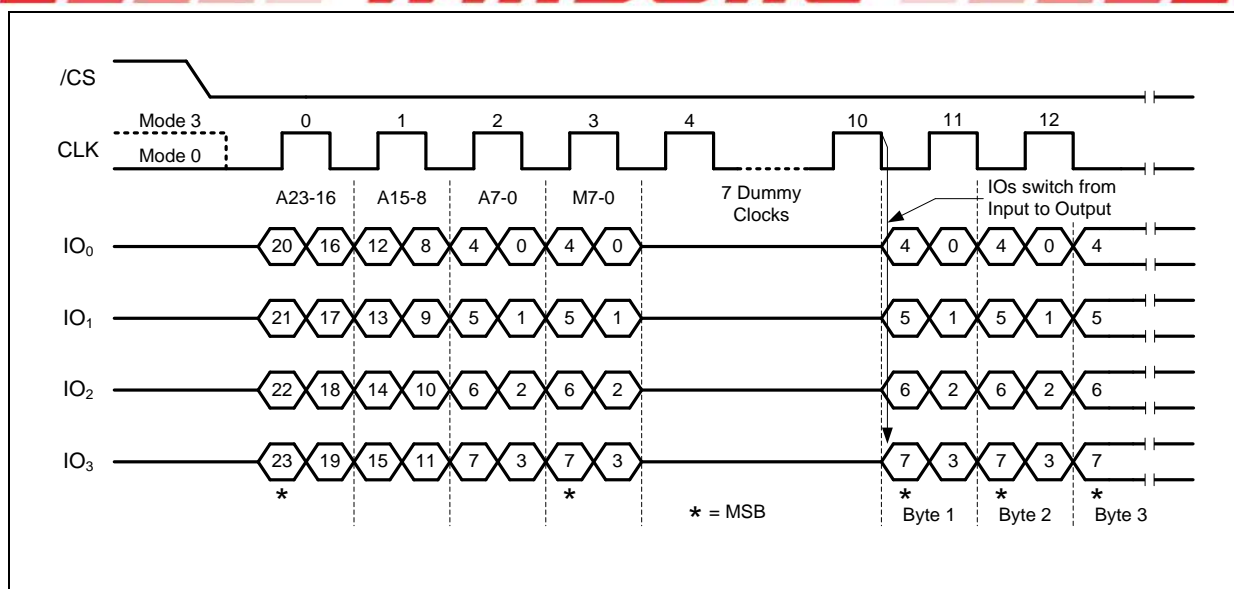 /CS
Mode 3
CLK
Mode 0
0 1 2 3 4 10 11 12
A23-16 A15-8 A7-0 M7-0
7 Dummy
Clocks
IOs switch from
Input to Output
IO₀ 20 16 12 8 4 0 4 0 4 0 4 0 4
IO₁ 21 17 13 9 5 1 5 1 5 1 5 1 5
IO₂ 22 18 14 10 6 2 6 2 6 2 6 2 6
IO₃ 23 19 15 11 7 3 7 3 7 3 7 3 7
* * * * *
* = MSB
Byte 1 Byte 2 Byte 3